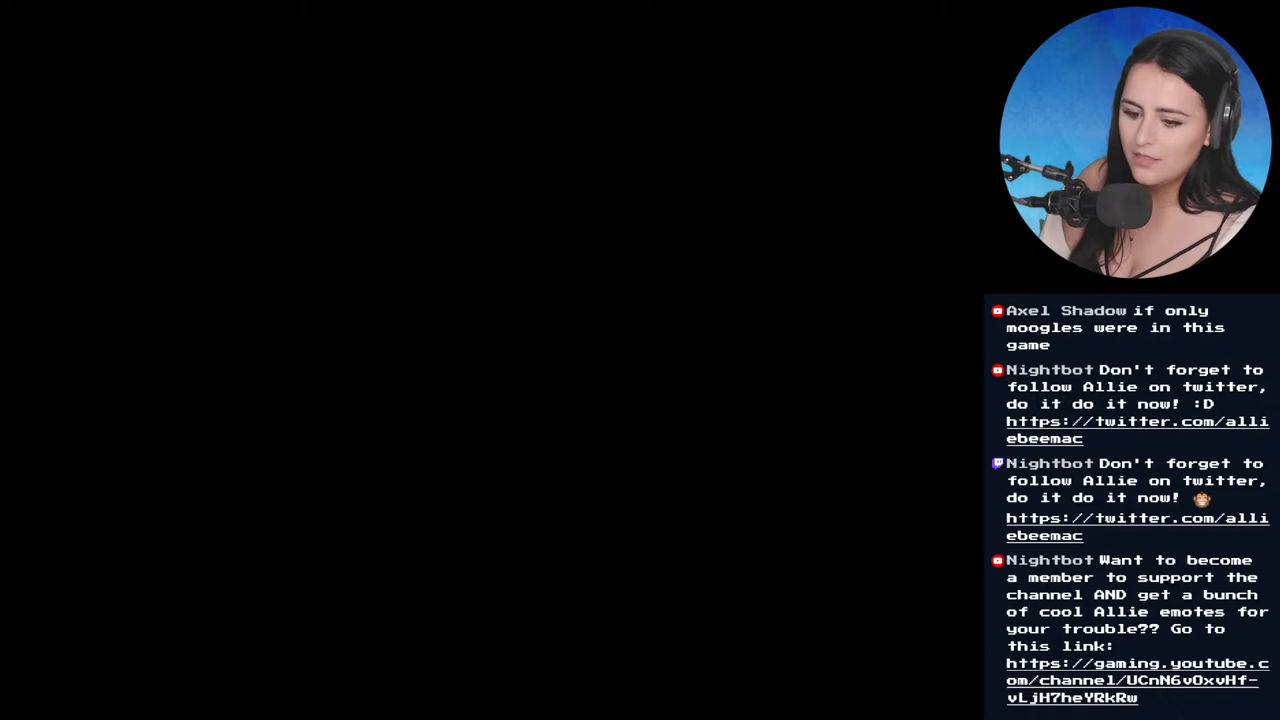 Axel Shadow if only
moogles were in this
game
Nightbot Don't forget to
follow Allie on twitter,
do it do it now! :D
https://twitter.com/alli
ebeemac
Nightbot Don't forget to
follow Allie on twitter,
do it do it now! 🐵
https://twitter.com/alli
ebeemac
Nightbot Want to become
a member to support the
channel AND get a bunch
of cool Allie emotes for
your trouble?? Go to
this link:
https://gaming.youtube.c
om/channel/UCnN6vOxvHf-
vLjH7heYRkRw